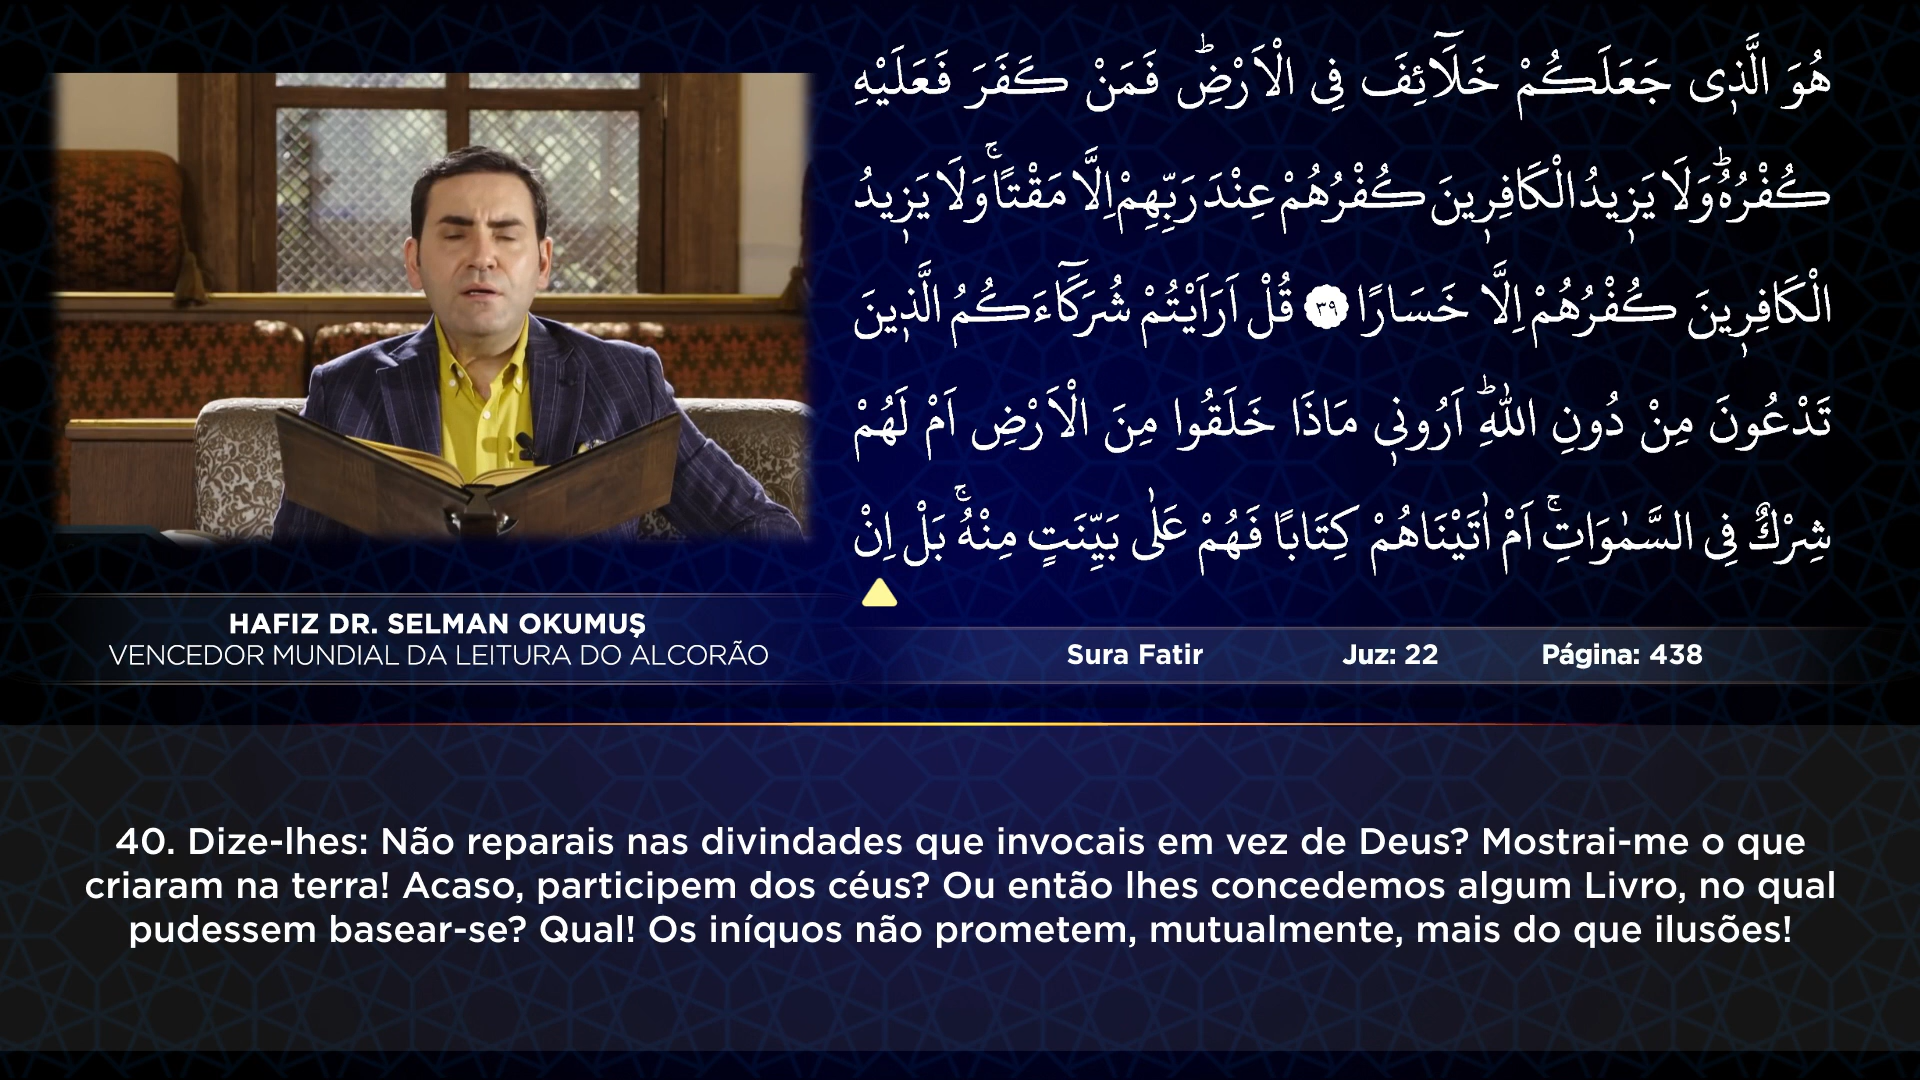 هُوَ الَّذٖى جَعَلَكُمْ خَلَٓائِفَ فِى الْاَرْضِؕ فَمَنْ كَفَرَ فَعَلَيْهِ
كُفْرُهُؕ وَلَا يَزٖيدُ الْكَافِرٖينَ كُفْرُهُمْ عِنْدَ رَبِّهِمْ اِلَّا مَقْتًاۚ وَلَا يَزٖيدُ
الْكَافِرٖينَ كُفْرُهُمْ اِلَّا خَسَارًا ﴿٣٩﴾ قُلْ اَرَاَيْتُمْ شُرَكَٓاءَكُمُ الَّذٖينَ
تَدْعُونَ مِنْ دُونِ اللّٰهِؕ اَرُونٖى مَاذَا خَلَقُوا مِنَ الْاَرْضِ اَمْ لَهُمْ
شِرْكٌ فِى السَّمٰوَاتِۚ اَمْ اٰتَيْنَاهُمْ كِتَابًا فَهُمْ عَلٰى بَيِّنَتٍ مِنْهُۚ بَلْ اِنْ
HAFIZ DR. SELMAN OKUMUŞ
VENCEDOR MUNDIAL DA LEITURA DO ALCORÃO
Sura Fatir Juz: 22 Página: 438
40. Dize-lhes: Não reparais nas divindades que invocais em vez de Deus? Mostrai-me o que
criaram na terra! Acaso, participem dos céus? Ou então lhes concedemos algum Livro, no qual
pudessem basear-se? Qual! Os iníquos não prometem, mutualmente, mais do que ilusões!